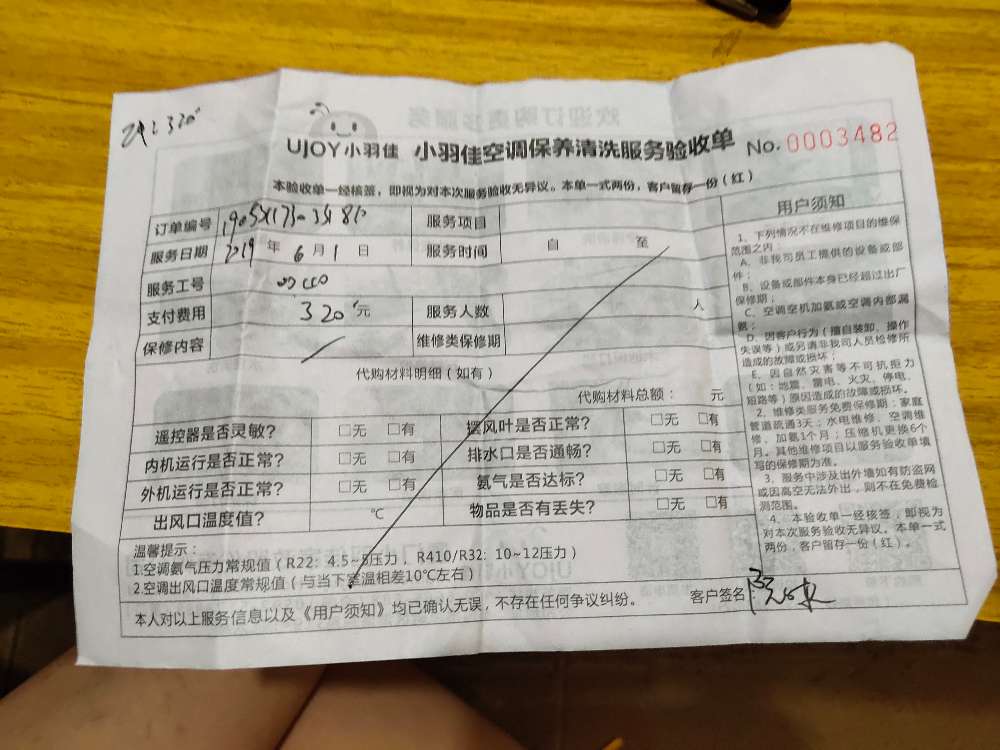 UJOY小羽佳 小羽佳空调保养清洗服务验收单 No.0003482
本验收单一经核签，即视为对本次服务验收无异议。本单一式两份，客户留存一份（红）
订单编号 服务项目
服务日期 2019年6月1日 服务时间 自 至
服务工号
支付费用 320元 服务人数 人
保修内容 / 维修类保修期
代购材料明细（如有）
代购材料总额： 元
遥控器是否灵敏？ □无 □有 摆风叶是否正常？ □无 □有
内机运行是否正常？ □无 □有 排水口是否通畅？ □无 □有
外机运行是否正常？ □无 □有 氨气是否达标？ □无 □有
出风口温度值？ ℃ 物品是否有丢失？ □无 □有
温馨提示：
1.空调氨气压力常规值（R22：4.5~5压力，R410/R32：10~12压力）
2.空调出风口温度常规值（与当下室温相差10℃左右）
本人对以上服务信息以及《用户须知》均已确认无误，不存在任何争议纠纷。 客户签名
用户须知
1、下列情况不在维修项目的维保
范围之内：
A、非我司员工提供的设备或部
件；
B、设备或部件本身已经超过出厂
保修期；
C、空调空机加氨或空调内部漏
氨；
D、因客户行为（擅自装卸、操作
失误等）或另请非我司人员检修所
造成的故障或损坏；
E、因自然灾害等不可抗拒力
（如：地震、雷电、火灾、停电、
短路等）原因造成的故障或损坏。
2、维修类服务免费保修期：家庭
管道疏通3天；水电维修、空调维
修、加氨1个月；压缩机更换6个
月。其他维修项目以服务验收单填
写的保修期为准。
3、服务中涉及出外墙如有防盗网
或因高空无法外出，则不在免费检
测范围。
4、本验收单一经核签，即视为
对本次服务验收无异议。本单一式
两份，客户留存一份（红）。